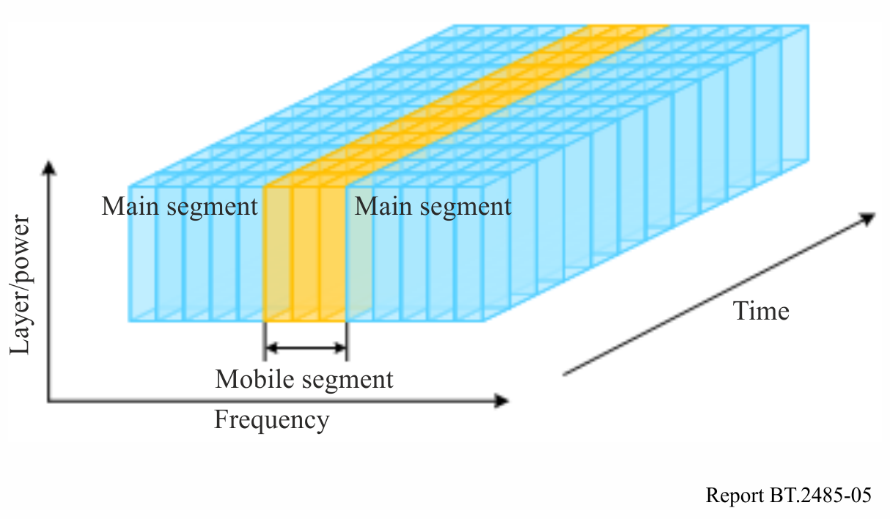 Main segment
Main segment
Layer/power
Time
Mobile segment
Frequency
Report BT.2485-05